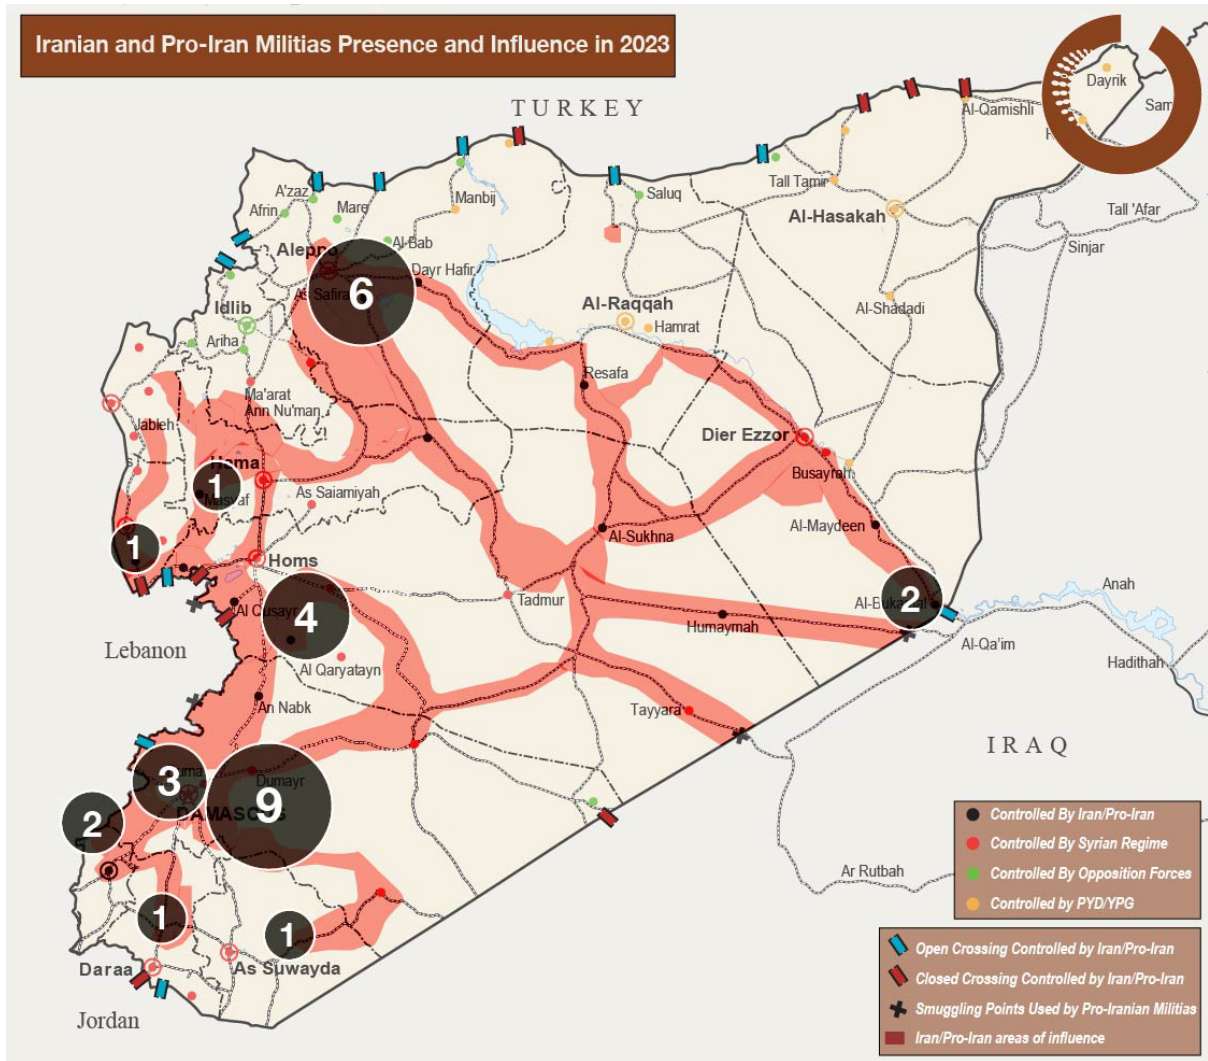 Iranian and Pro-Iran Militias Presence and Influence in 2023
TURKEY
Dayrik
Sam
Al-Qamishli
A'zaz
Afrin
Mare
Manbij
Saluq
Tall Tamir
Al-Hasakah
Tall 'Afar
Sinjar
Aleppo
Al Bab
Dayr Hafir
As Safira
6
Idlib
Ariha
Al-Raqqah
Hamrat
Al-Shadadi
Resafa
Ma'arat
Ann Nu'man
Jableh
Dier Ezzor
Busayrah
Hama
1
Masyaf
As Saiamiyah
Al-Sukhna
Al-Maydeen
1
Homs
Al Qusayr
4
Tadmur
Humaymah
Al-Bukamal
2
Anah
Al-Qa'im
Hadithah
Lebanon
Al Qaryatayn
An Nabk
Tayyara
IRAQ
3
Dumayr
9
DAMASCUS
2
Ar Rutbah
1
1
Daraa
As Suwayda
Jordan
Controlled By Iran/Pro-Iran
Controlled By Syrian Regime
Controlled By Opposition Forces
Controlled by PYD/YPG
Open Crossing Controlled by Iran/Pro-Iran
Closed Crossing Controlled by Iran/Pro-Iran
Smuggling Points Used by Pro-Iranian Militias
Iran/Pro-Iran areas of influence